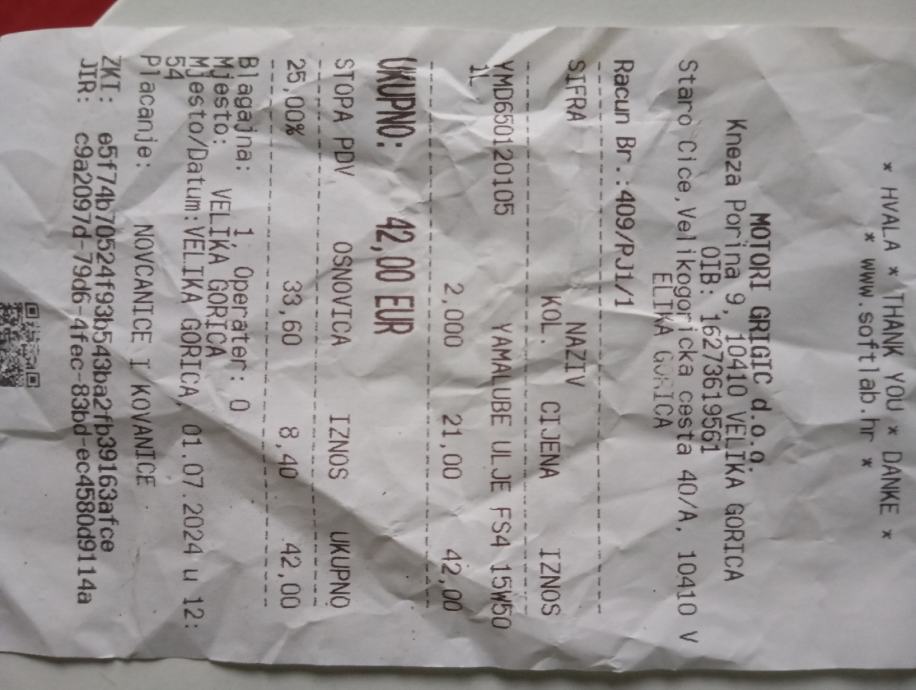 * HVALA * THANK YOU * DANKE *
* www.softlab.hr *
MOTORI GRIGIC d.o.o.
Kneza Porina 9, 10410 VELIKA GORICA
OIB: 16273619561
Staro Cice,Velikogoricka cesta 40/A, 10410 V
ELIKA GORICA
Racun Br.:409/PJ1/1
SIFRA NAZIV
KOL. CIJENA IZNOS
YMD650120105 YAMALUBE ULJE FS4 15W50
1L
2,000 21,00 42,00
UKUPNO: 42,00 EUR
STOPA PDV OSNOVICA IZNOS UKUPNO
25,00% 33,60 8,40 42,00
Blagajna: 1, Operater: 0
Mjesto: VELIKA GORICA
Mjesto/Datum:VELIKA GORICA, 01.07.2024 u 12:
54
Placanje: NOVCANICE I KOVANICE
ZKI: e5f74b70524f93b543ba2fb39163afce
JIR: c9a2097d-79d6-4fec-83bd-ec4580d9114a